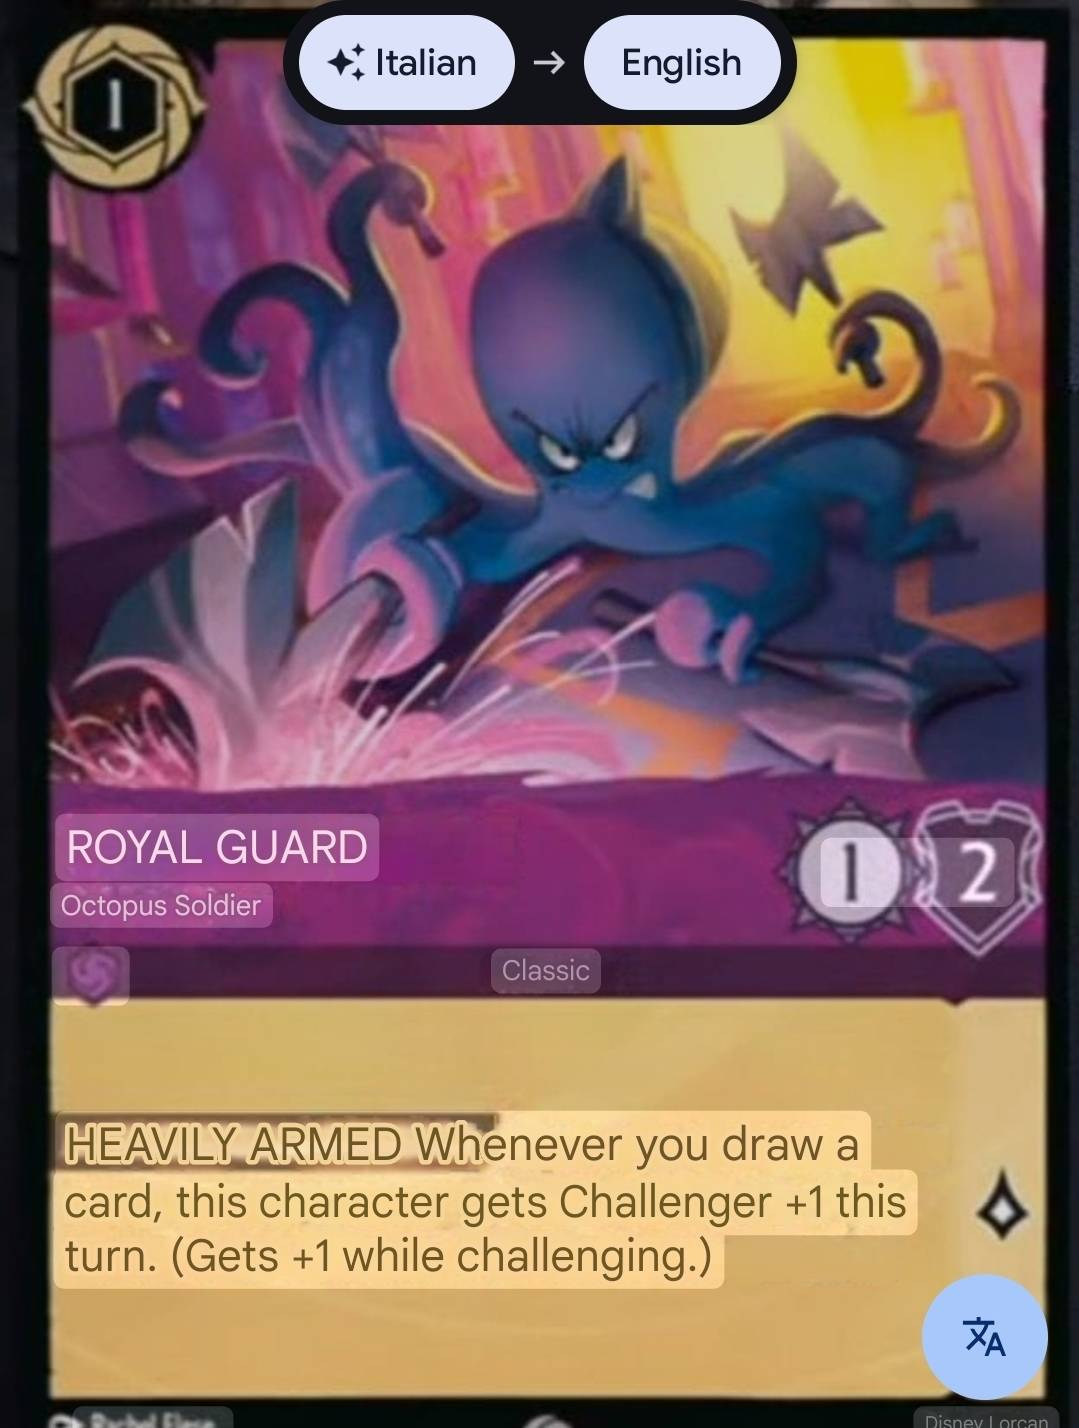 Italian → English
1
ROYAL GUARD
Octopus Soldier
1 2
Classic
HEAVILY ARMED Whenever you draw a
card, this character gets Challenger +1 this
turn. (Gets +1 while challenging.)
Disney Lorcan